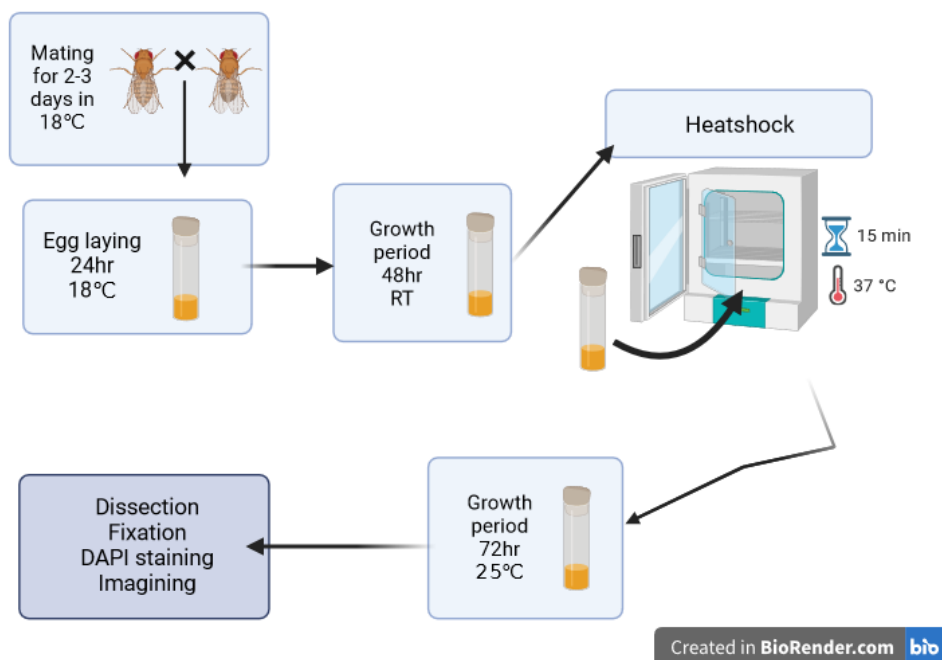 Mating
for 2-3
days in
18℃
Egg laying
24hr
18℃
Growth
period
48hr
RT
Heatshock
15 min
37 °C
Growth
period
72hr
25℃
Dissection
Fixation
DAPI staining
Imagining
Created in BioRender.com bio